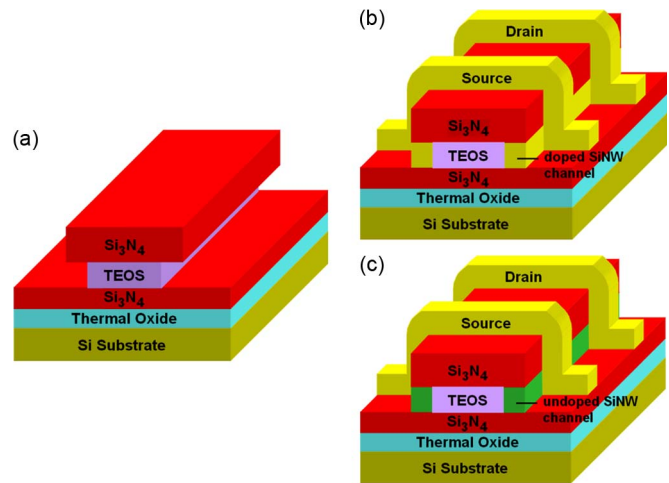 (a)
Si3N4
TEOS
Si3N4
Thermal Oxide
Si Substrate
(b)
Drain
Source
Si3N4
TEOS
doped SiNW
channel
Si3N4
Thermal Oxide
Si Substrate
(c)
Drain
Source
Si3N4
TEOS
undoped SiNW
channel
Si3N4
Thermal Oxide
Si Substrate